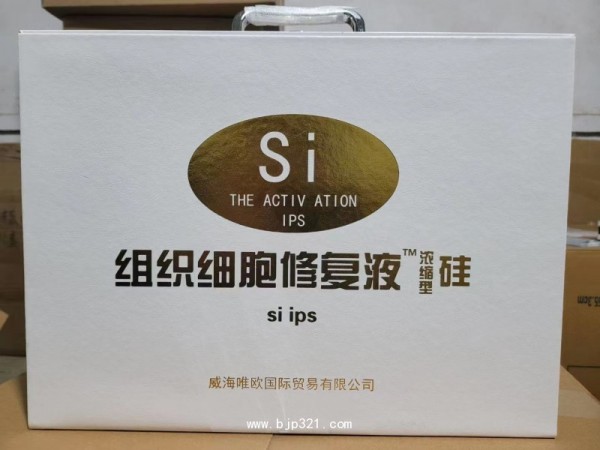 Si
THE ACTIV ATION
IPS
组织细胞修复液™浓缩型硅
si ips
威海唯欧国际贸易有限公司
www.bjp321.com